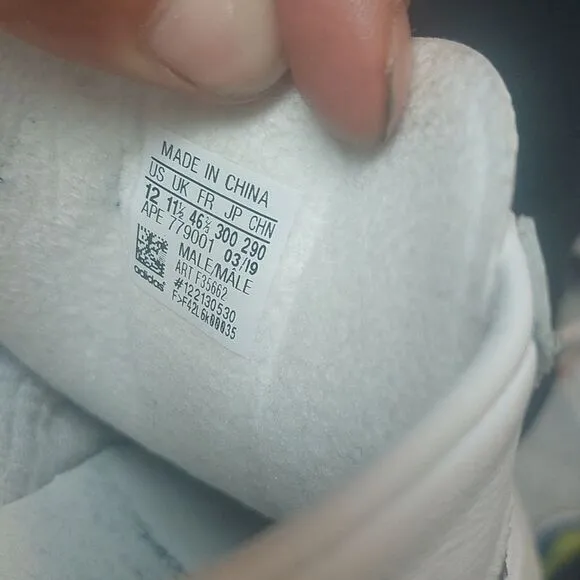 MADE IN CHINA
US UK FR JP CHN
12 11½ 46⅔ 300 290
APE 779001 03/19
MALE/MÂLE
ART F35662
#122130530
adidas